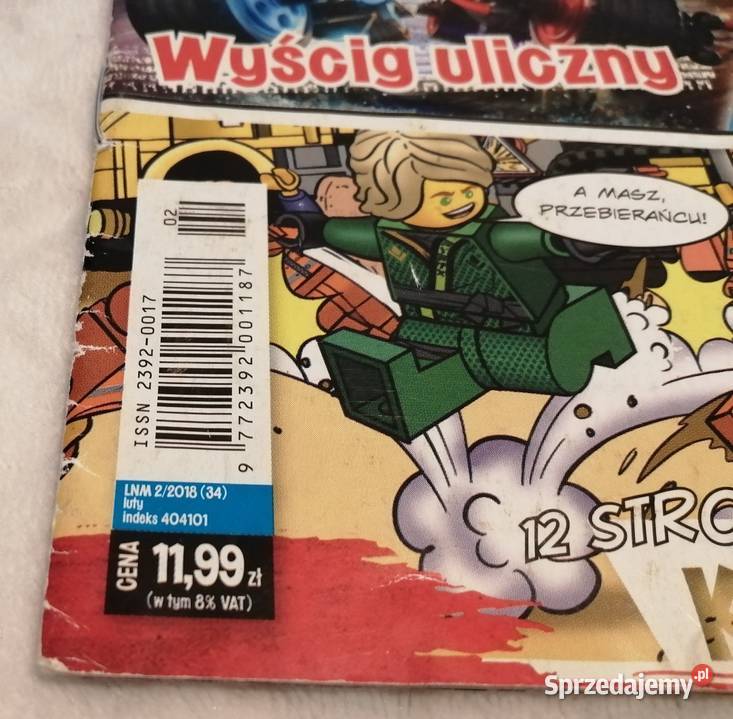 Wyścig uliczny
A MASZ,
PRZEBIERAŃCU!
02
ISSN 2392-0017
9 772392 001187
LNM 2/2018 (34)
luty
indeks 404101
CENA
11,99 zł
(w tym 8% VAT)
12 STRO
K
Sprzedajemy.pl